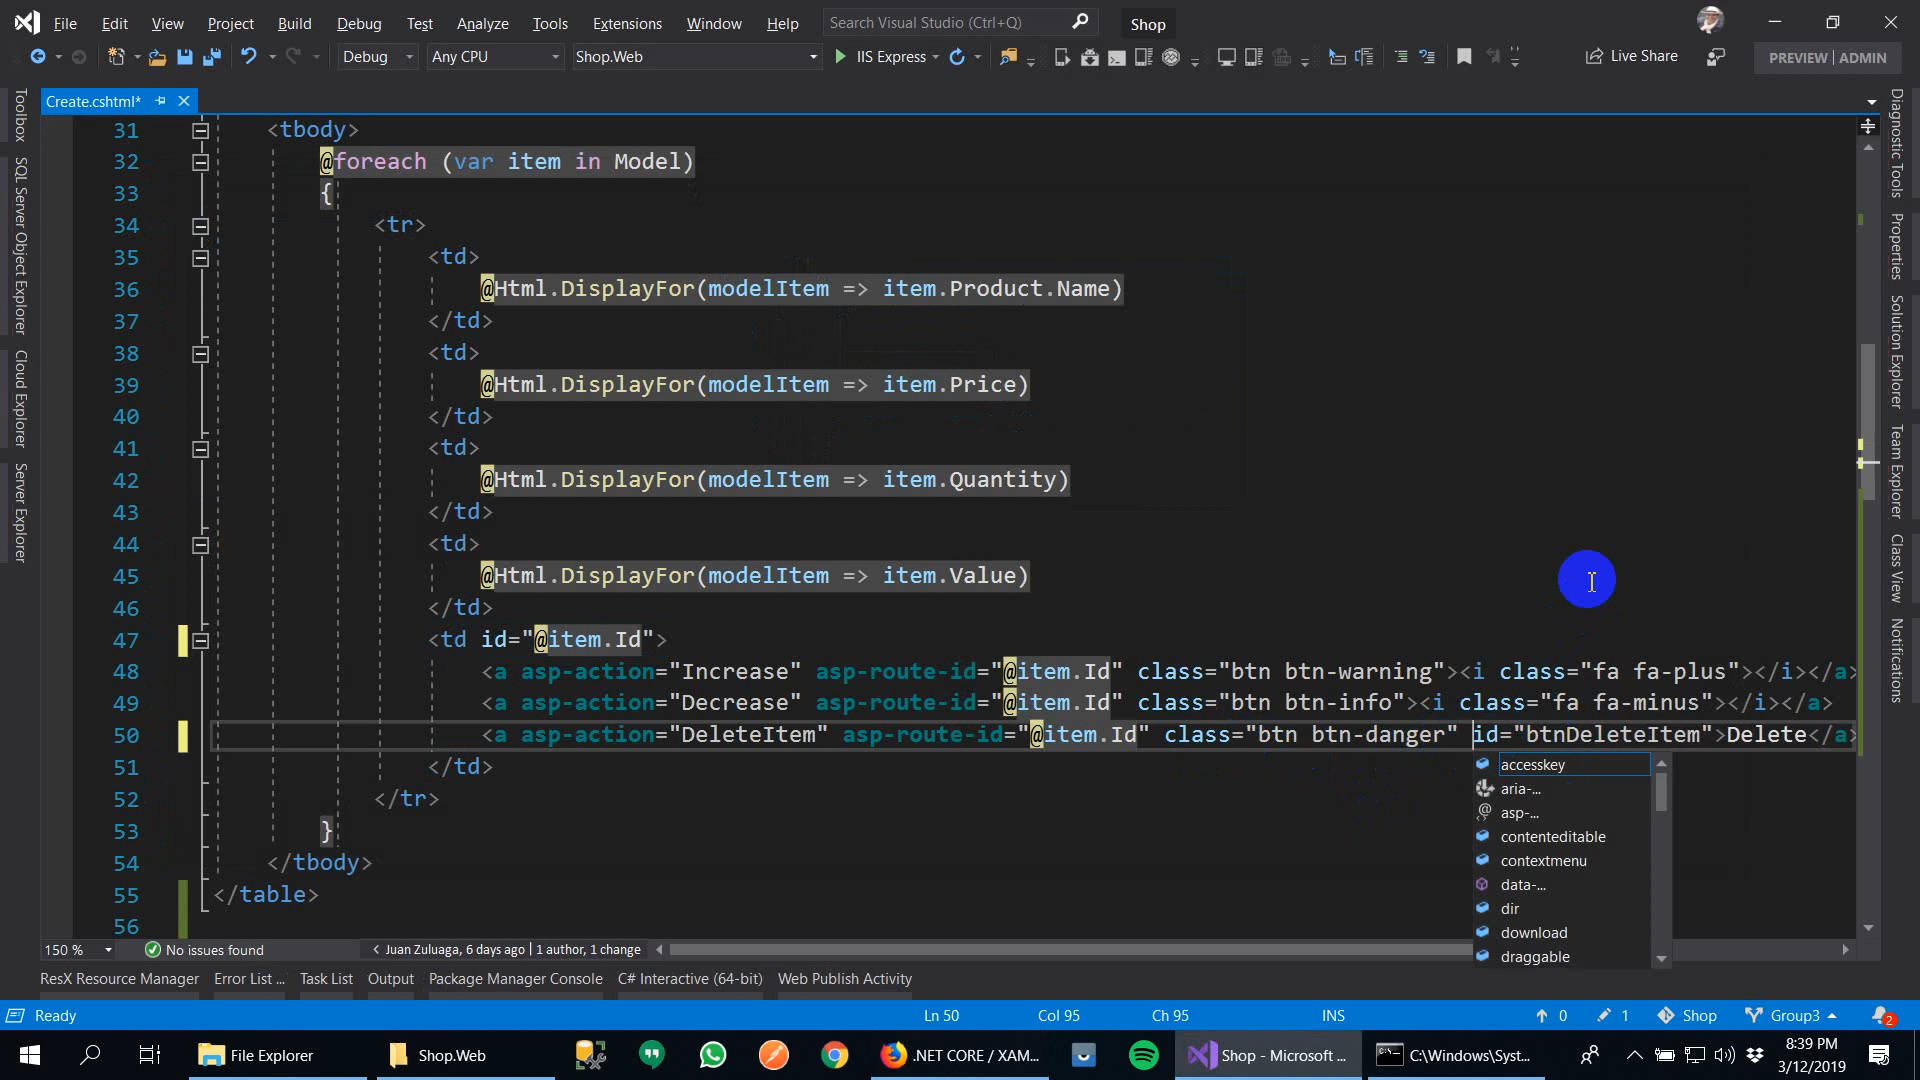 File Edit View Project Build Debug Test Analyze Tools Extensions Window Help Search Visual Studio (Ctrl+Q) Shop
Debug Any CPU Shop.Web IIS Express Live Share PREVIEW | ADMIN
Create.cshtml*
Toolbox
SQL Server Object Explorer
Cloud Explorer
Server Explorer
31 <tbody>
32 @foreach (var item in Model)
33 {
34 <tr>
35 <td>
36 @Html.DisplayFor(modelItem => item.Product.Name)
37 </td>
38 <td>
39 @Html.DisplayFor(modelItem => item.Price)
40 </td>
41 <td>
42 @Html.DisplayFor(modelItem => item.Quantity)
43 </td>
44 <td>
45 @Html.DisplayFor(modelItem => item.Value)
46 </td>
47 <td id="@item.Id">
48 <a asp-action="Increase" asp-route-id="@item.Id" class="btn btn-warning"><i class="fa fa-plus"></i></a>
49 <a asp-action="Decrease" asp-route-id="@item.Id" class="btn btn-info"><i class="fa fa-minus"></i></a>
50 <a asp-action="DeleteItem" asp-route-id="@item.Id" class="btn btn-danger" id="btnDeleteItem">Delete</a>
51 </td>
52 </tr>
53 }
54 </tbody>
55 </table>
56
accesskey
aria-...
asp-...
contenteditable
contextmenu
data-...
dir
download
draggable
Diagnostic Tools
Properties
Solution Explorer
Team Explorer
Class View
Notifications
150 % No issues found < Juan Zuluaga, 6 days ago | 1 author, 1 change
ResX Resource Manager Error List ... Task List Output Package Manager Console C# Interactive (64-bit) Web Publish Activity
Ready Ln 50 Col 95 Ch 95 INS 0 1 Shop Group3 2
File Explorer Shop.Web .NET CORE / XAM... Shop - Microsoft ... C:\Windows\Syst... 8:39 PM
3/12/2019